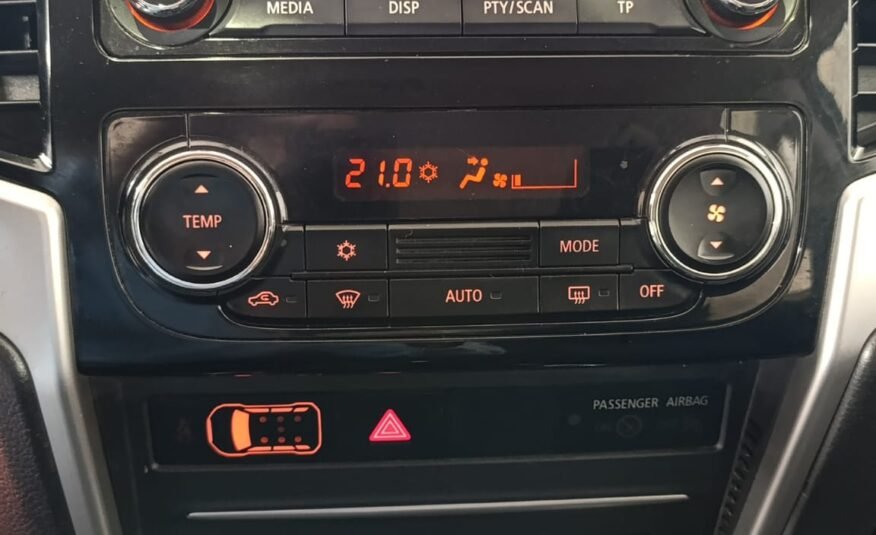 MEDIA DISP PTY/SCAN TP
21.0
TEMP
MODE
AUTO OFF
PASSENGER AIRBAG